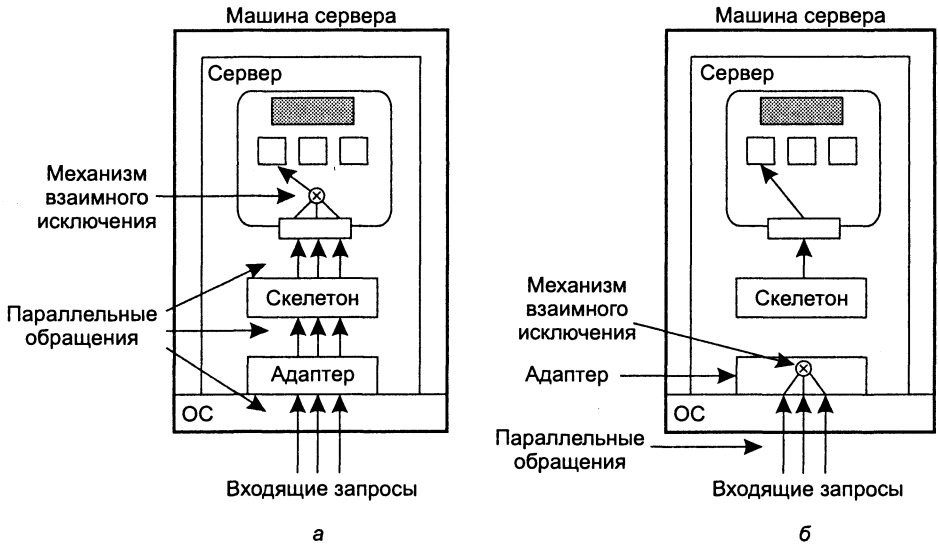 Машина сервера
Сервер
Механизм
взаимного
исключения
Скелетон
Параллельные
обращения
Адаптер
ОС
Входящие запросы
а
Машина сервера
Сервер
Механизм
взаимного
исключения
Скелетон
Адаптер
ОС
Параллельные
обращения
Входящие запросы
б